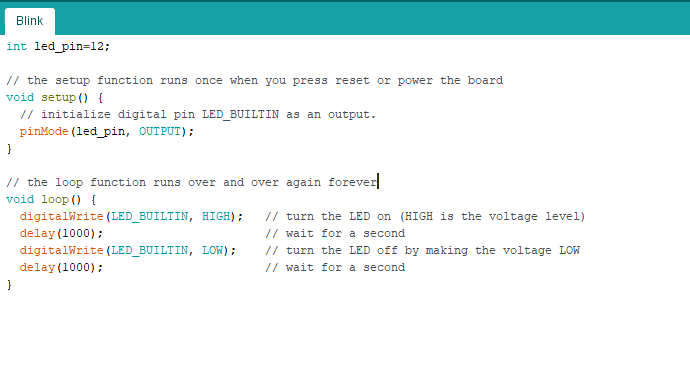 Blink
int led_pin=12;
// the setup function runs once when you press reset or power the board
void setup() {
  // initialize digital pin LED_BUILTIN as an output.
  pinMode(led_pin, OUTPUT);
}
// the loop function runs over and over again forever
void loop() {
  digitalWrite(LED_BUILTIN, HIGH);   // turn the LED on (HIGH is the voltage level)
  delay(1000);                       // wait for a second
  digitalWrite(LED_BUILTIN, LOW);    // turn the LED off by making the voltage LOW
  delay(1000);                       // wait for a second
}